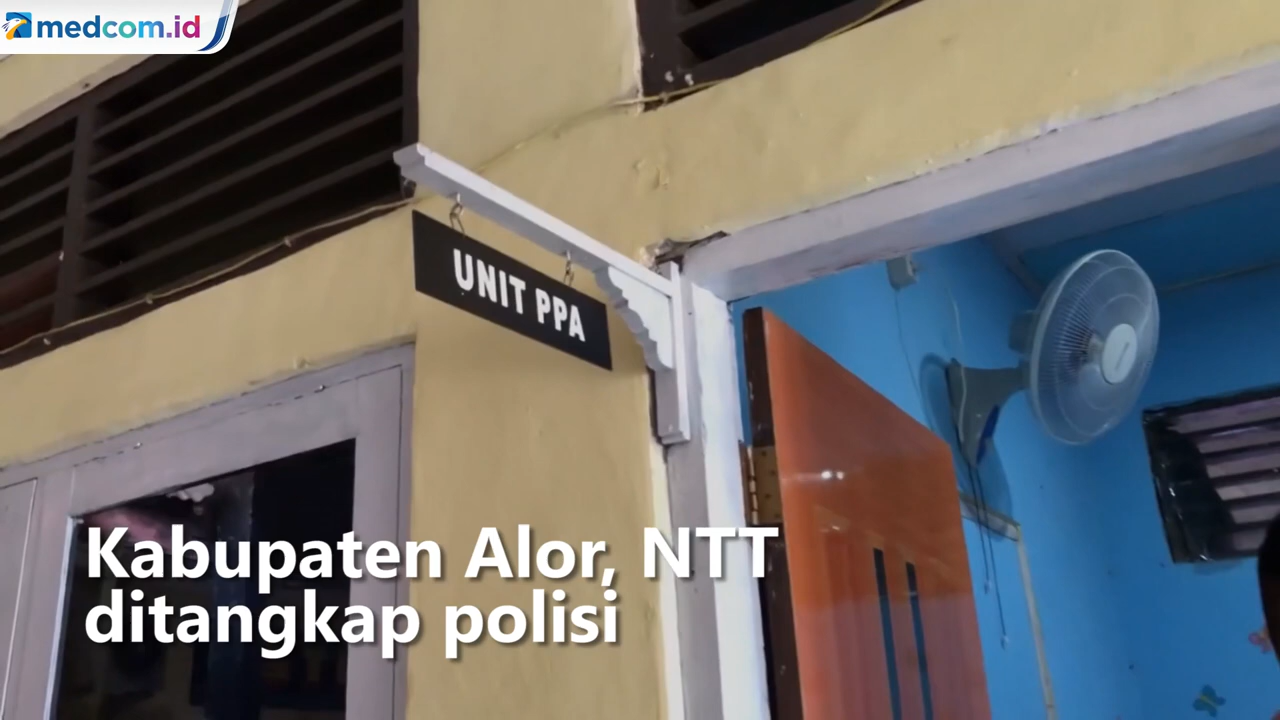 medcom.id
UNIT PPA
Kabupaten Alor, NTT
ditangkap polisi